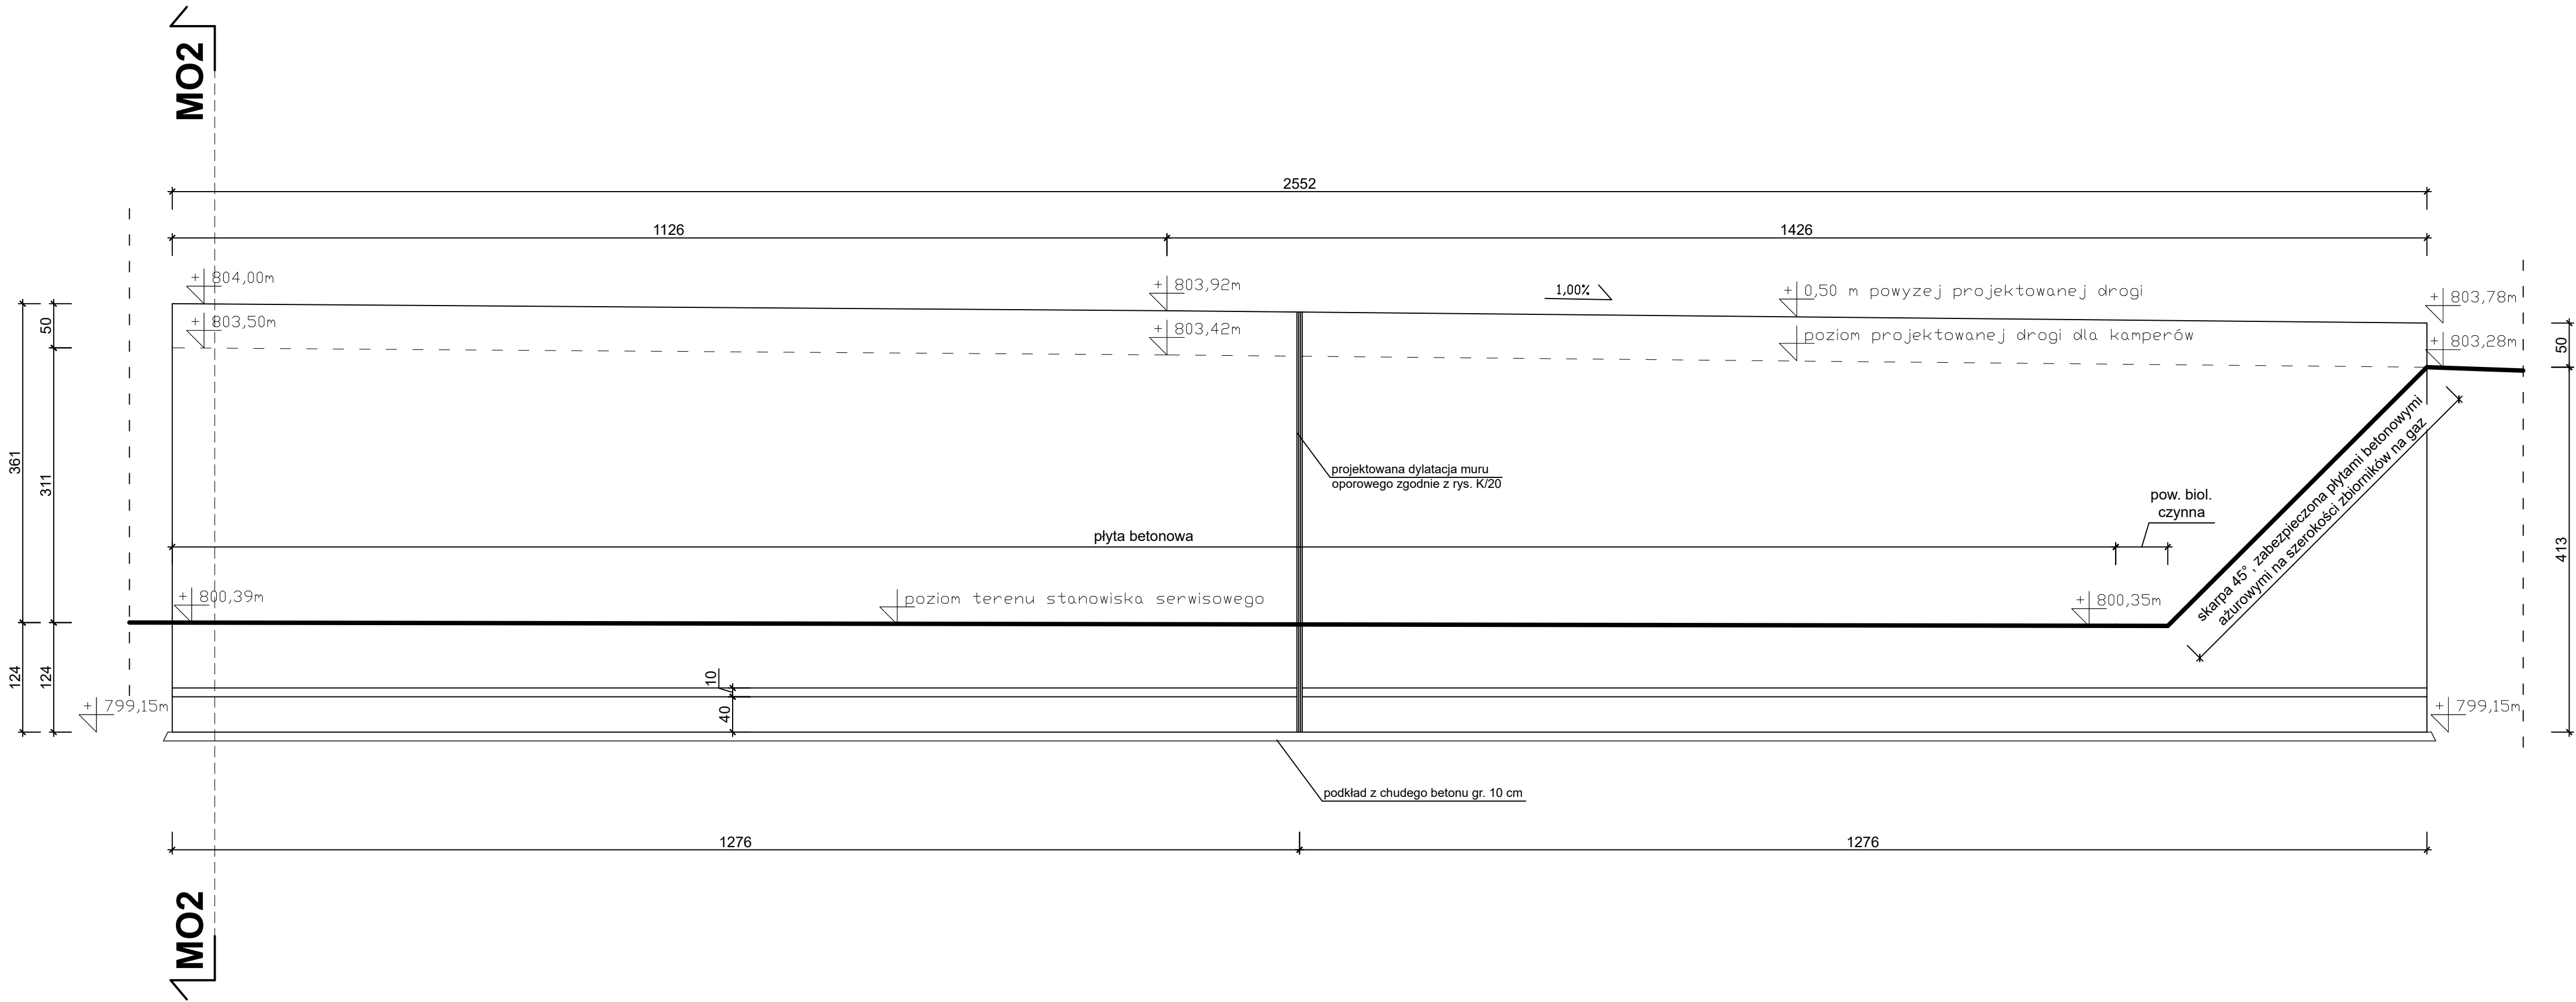 MO2
2552
1126
1426
+ 804,00m
+ 803,92m
1,00%
+ 0,50 m powyzej projektowanej drogi
+ 803,78m
50
+ 803,50m
+ 803,42m
poziom projektowanej drogi dla kamperów
+ 803,28m
50
361
311
projektowana dylatacja muru
oporowego zgodnie z rys. K/20
skarpa 45°, zabezpieczona płytami betonowymi
ażurowymi na szerokości zbiorników na gaz
pow. biol.
czynna
płyta betonowa
413
+ 800,39m
poziom terenu stanowiska serwisowego
+ 800,35m
124
124
10
40
+ 799,15m
+ 799,15m
podkład z chudego betonu gr. 10 cm
1276
1276
MO2